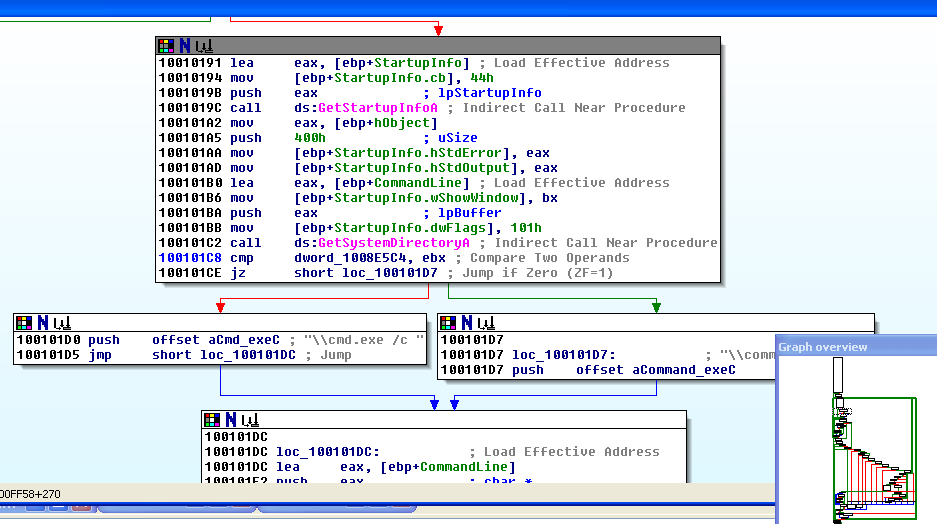 10010191 lea eax, [ebp+StartupInfo] ; Load Effective Address
10010194 mov [ebp+StartupInfo.cb], 44h
1001019B push eax ; lpStartupInfo
1001019C call ds:GetStartupInfoA ; Indirect Call Near Procedure
100101A2 mov eax, [ebp+hObject]
100101A5 push 400h ; uSize
100101AA mov [ebp+StartupInfo.hStdError], eax
100101AD mov [ebp+StartupInfo.hStdOutput], eax
100101B0 lea eax, [ebp+CommandLine] ; Load Effective Address
100101B6 mov [ebp+StartupInfo.wShowWindow], bx
100101BA push eax ; lpBuffer
100101BB mov [ebp+StartupInfo.dwFlags], 101h
100101C2 call ds:GetSystemDirectoryA ; Indirect Call Near Procedure
100101C8 cmp dword_1008E5C4, ebx ; Compare Two Operands
100101CE jz short loc_100101D7 ; Jump if Zero (ZF=1)
100101D0 push offset aCmd_exeC ; "\\cmd.exe /c "
100101D5 jmp short loc_100101DC ; Jump
100101D7
100101D7 loc_100101D7: ; "\\comm
100101D7 push offset aCommand_exeC
Graph overview
100101DC
100101DC loc_100101DC: ; Load Effective Address
100101DC lea eax, [ebp+CommandLine]
100101E2 push eax ; char *
00FF58+270